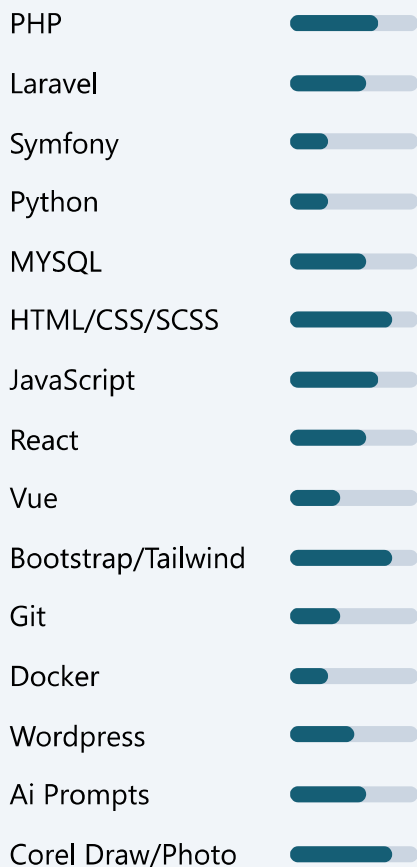 PHP
Laravel
Symfony
Python
MYSQL
HTML/CSS/SCSS
JavaScript
React
Vue
Bootstrap/Tailwind
Git
Docker
Wordpress
Ai Prompts
Corel Draw/Photo